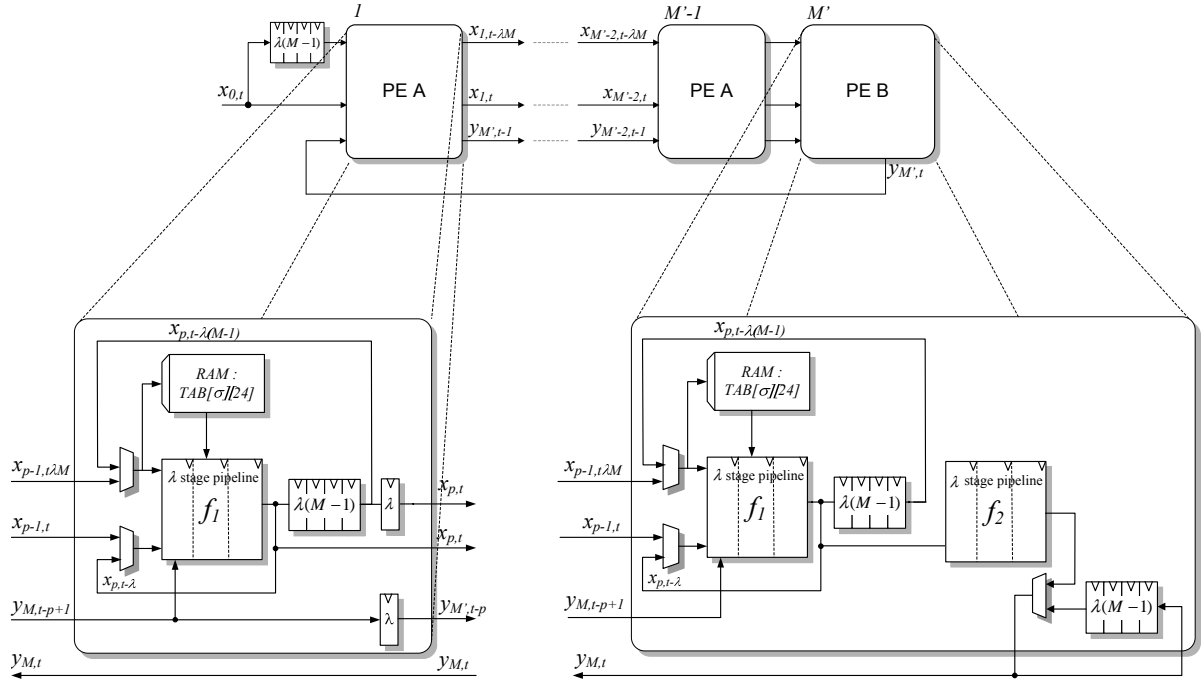 1
M'-1
M'
λ(M−1)
x1,t-λM
xM'-2,t-λM
x0,t
PE A
PE A
PE B
x1,t
xM'-2,t
yM',t-1
yM'-2,t-1
yM',t
xp,t-λ(M-1)
RAM :
TAB[σ][24]
xp-1,tλM
λ stage pipeline
f1
λ(M−1)
λ
xp,t
xp-1,t
xp,t
xp,t-λ
yM,t-p+1
λ
yM',t-p
yM,t
yM,t
xp,t-λ(M-1)
RAM :
TAB[σ][24]
xp-1,tλM
λ stage pipeline
f1
λ(M−1)
λ stage pipeline
f2
xp-1,t
xp,t-λ
yM,t-p+1
λ(M−1)
yM,t